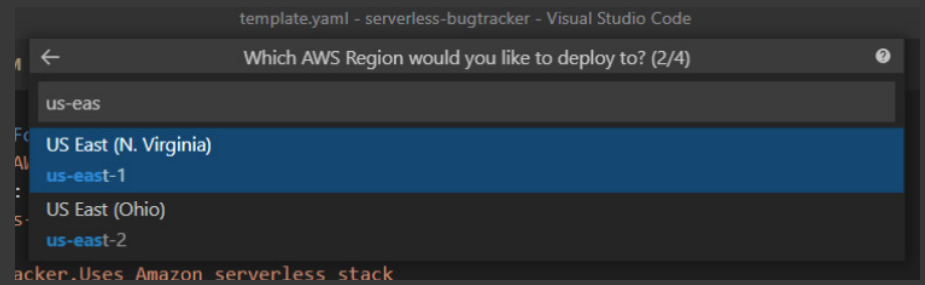 template.yaml - serverless-bugtracker - Visual Studio Code
Which AWS Region would you like to deploy to? (2/4)
us-eas
US East (N. Virginia)
us-east-1
US East (Ohio)
us-east-2
acker.Uses Amazon serverless stack